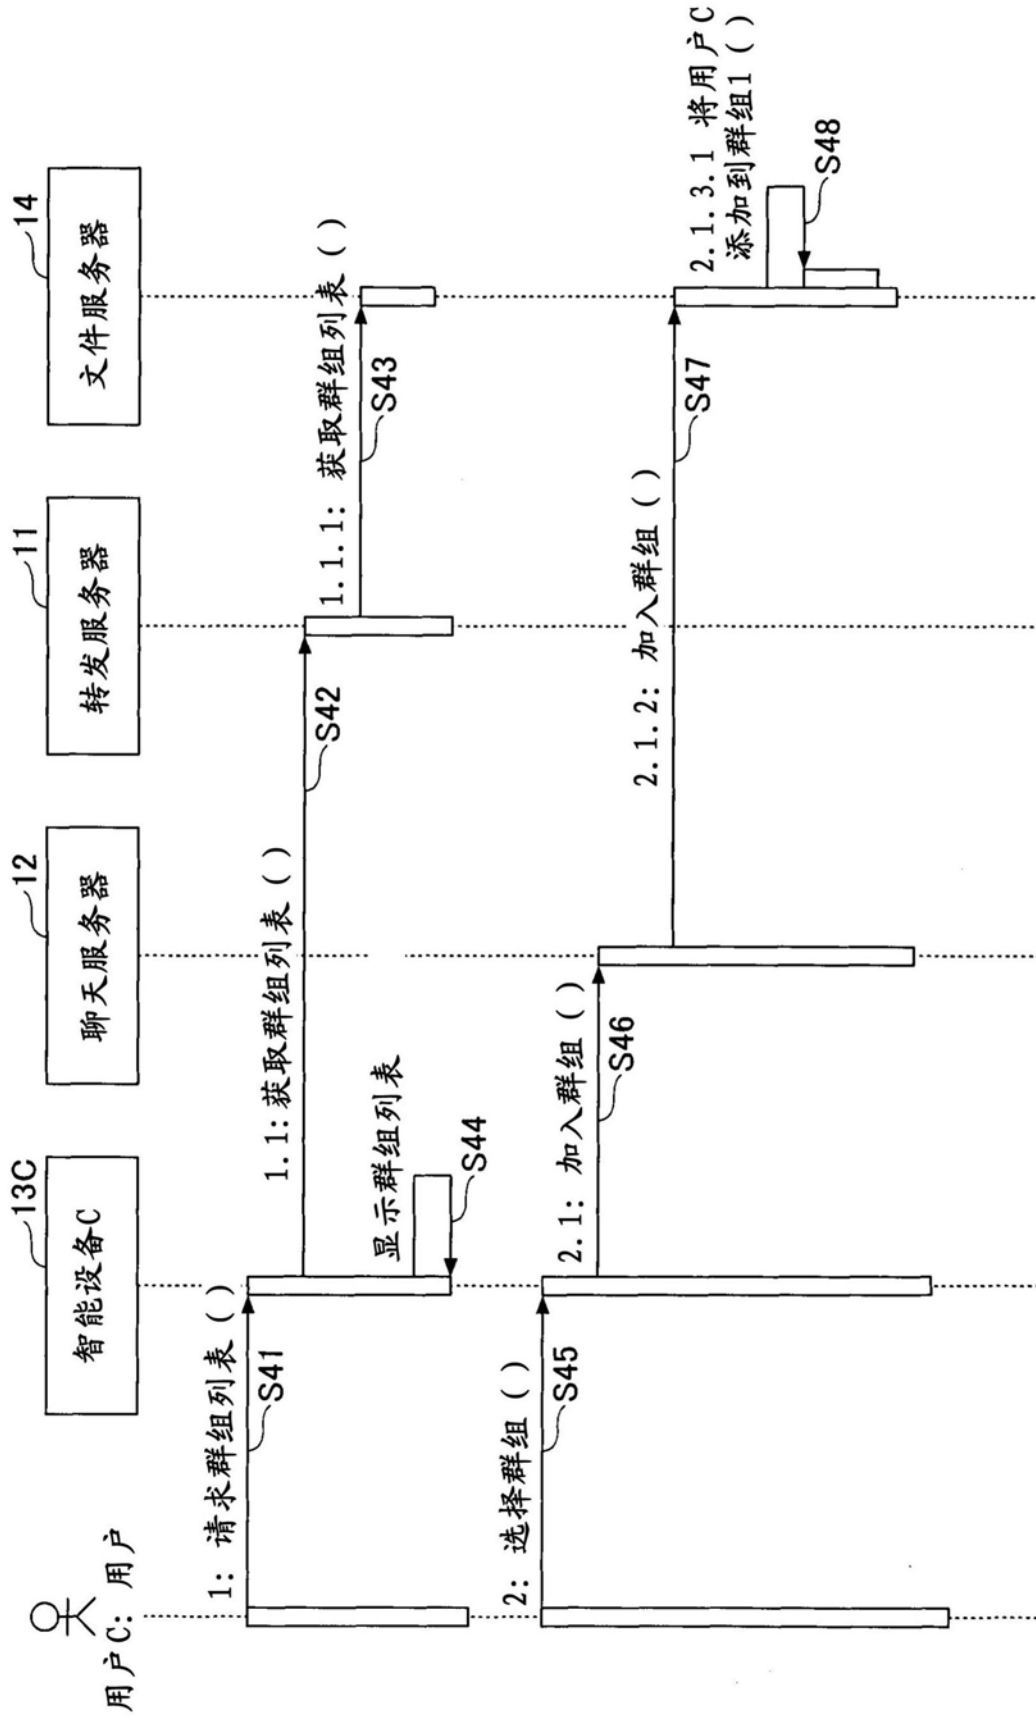 用户C：用户
13C
智能设备C
12
聊天服务器
11
转发服务器
14
文件服务器
1：请求群组列表（）
S41
1.1:获取群组列表（）
S42
1.1.1：获取群组列表（）
S43
显示群组列表
S44
2：选择群组（）
S45
2.1：加入群组（）
S46
2.1.2：加入群组（）
S47
2.1.3.1 将用户C
添加到群组1（）
S48